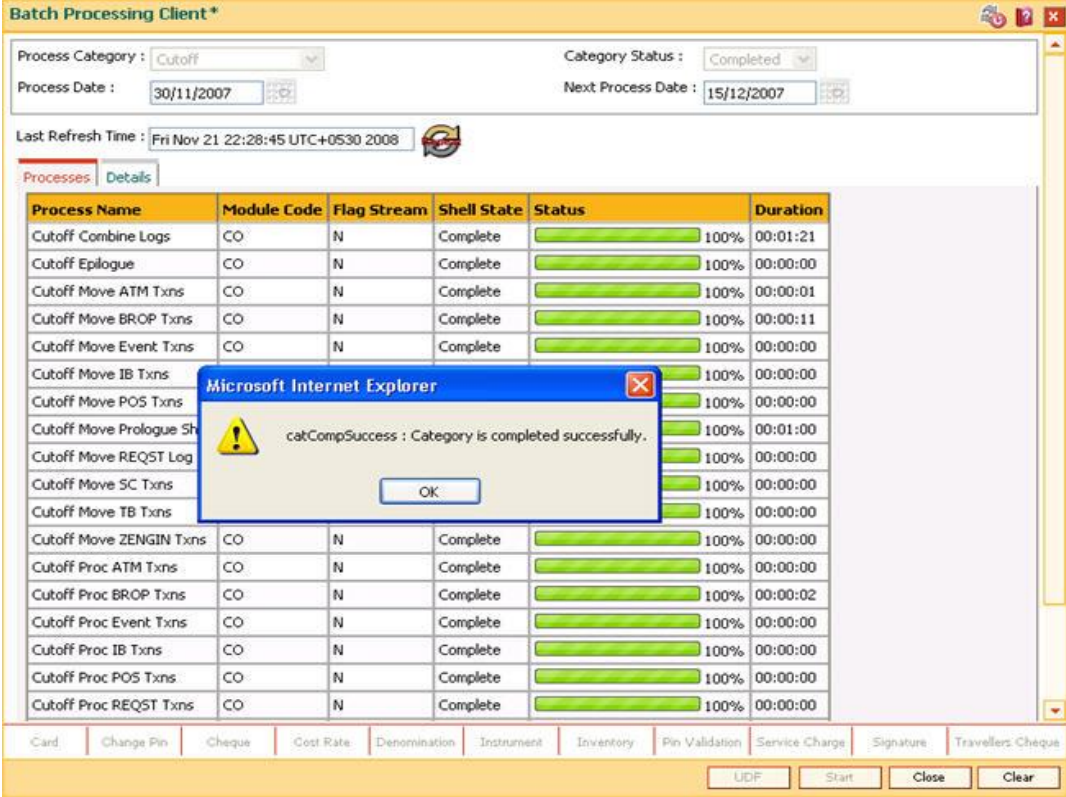 Batch Processing Client*
Process Category : Cutoff Category Status : Completed
Process Date : 30/11/2007 Next Process Date : 15/12/2007
Last Refresh Time : Fri Nov 21 22:28:45 UTC+0530 2008
Processes Details
Process Name Module Code Flag Stream Shell State Status Duration
Cutoff Combine Logs CO N Complete 100% 00:01:21
Cutoff Epilogue CO N Complete 100% 00:00:00
Cutoff Move ATM Txns CO N Complete 100% 00:00:01
Cutoff Move BROP Txns CO N Complete 100% 00:00:11
Cutoff Move Event Txns CO N Complete 100% 00:00:00
Cutoff Move IB Txns 100% 00:00:00
Cutoff Move POS Txns 100% 00:00:00
Cutoff Move Prologue Sh 100% 00:01:00
Cutoff Move REQST Log 100% 00:00:00
Cutoff Move SC Txns 100% 00:00:00
Cutoff Move TB Txns 100% 00:00:00
Microsoft Internet Explorer
catCompSuccess : Category is completed successfully.
OK
Cutoff Move ZENGIN Txns CO N Complete 100% 00:00:00
Cutoff Proc ATM Txns CO N Complete 100% 00:00:00
Cutoff Proc BROP Txns CO N Complete 100% 00:00:02
Cutoff Proc Event Txns CO N Complete 100% 00:00:00
Cutoff Proc IB Txns CO N Complete 100% 00:00:00
Cutoff Proc POS Txns CO N Complete 100% 00:00:00
Cutoff Proc REQST Txns CO N Complete 100% 00:00:00
Card Change Pin Cheque Cost Rate Denomination Instrument Inventory Pin Validation Service Charge Signature Travellers Cheque
UDF Start Close Clear